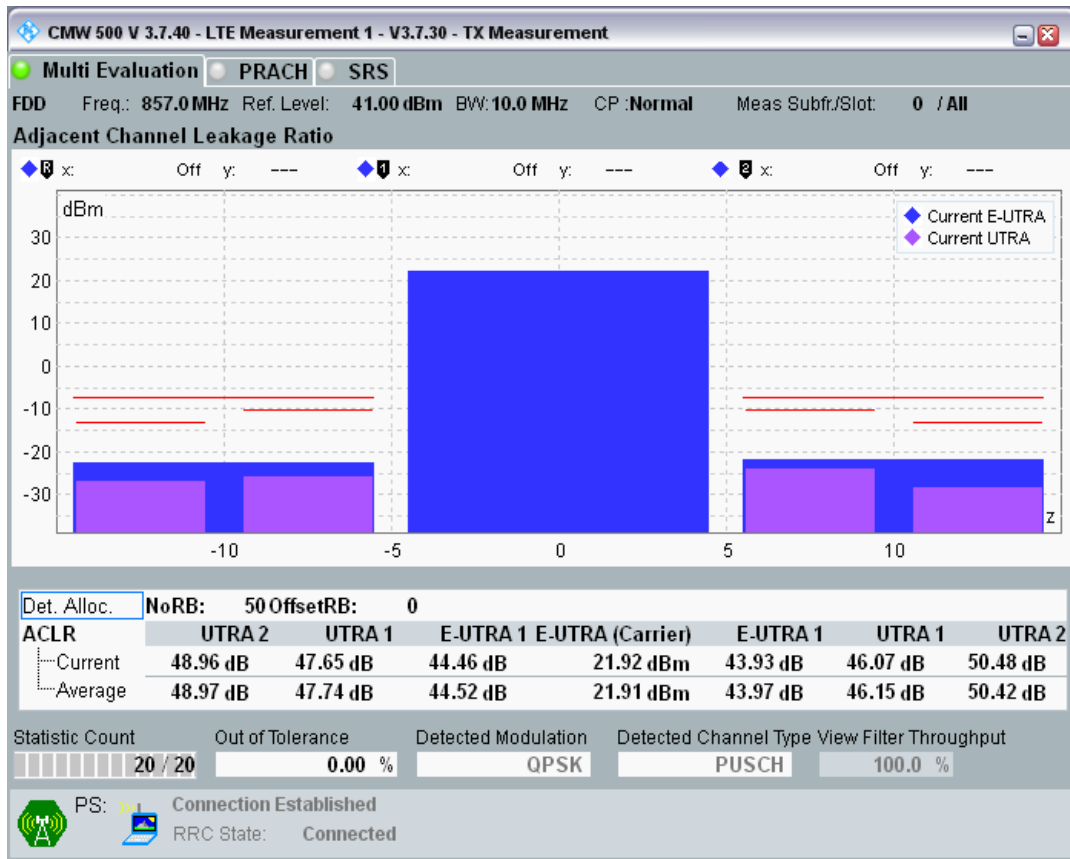 CMW 500 V 3.7.40 - LTE Measurement 1 - V3.7.30 - TX Measurement
Multi Evaluation PRACH SRS
FDD Freq.: 857.0 MHz Ref. Level: 41.00 dBm BW: 10.0 MHz CP :Normal Meas Subfr./Slot: 0 / All
Adjacent Channel Leakage Ratio
R x: Off y: --- 1 x: Off y: --- 2 x: Off y: ---
dBm
Current E-UTRA
Current UTRA
30
20
10
0
-10
-20
-30
z
-10 -5 0 5 10
Det. Alloc. NoRB: 50 OffsetRB: 0
ACLR UTRA 2 UTRA 1 E-UTRA 1 E-UTRA (Carrier) E-UTRA 1 UTRA 1 UTRA 2
Current 48.96 dB 47.65 dB 44.46 dB 21.92 dBm 43.93 dB 46.07 dB 50.48 dB
Average 48.97 dB 47.74 dB 44.52 dB 21.91 dBm 43.97 dB 46.15 dB 50.42 dB
Statistic Count Out of Tolerance Detected Modulation Detected Channel Type View Filter Throughput
20 / 20 0.00 % QPSK PUSCH 100.0 %
PS: Connection Established
RRC State: Connected